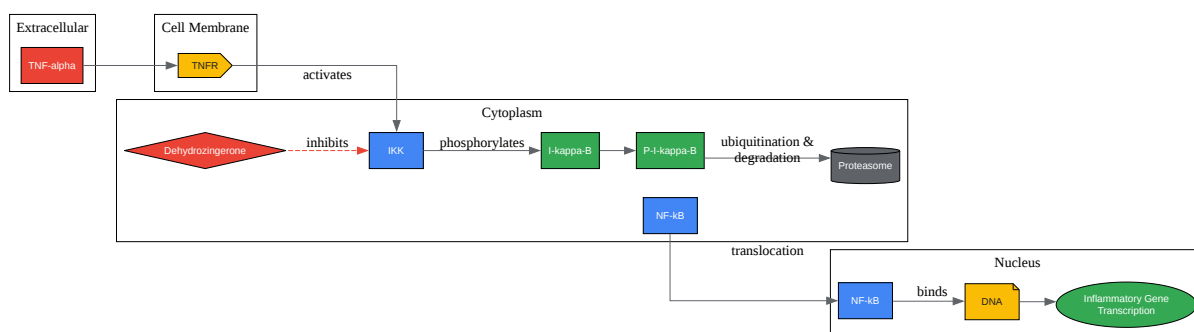 Extracellular
TNF-alpha
Cell Membrane
TNFR
activates
Cytoplasm
Dehydrozingerone
inhibits
IKK
phosphorylates
I-kappa-B
P-I-kappa-B
ubiquitination &
degradation
Proteasome
NF-kB
translocation
Nucleus
NF-kB
binds
DNA
Inflammatory Gene
Transcription